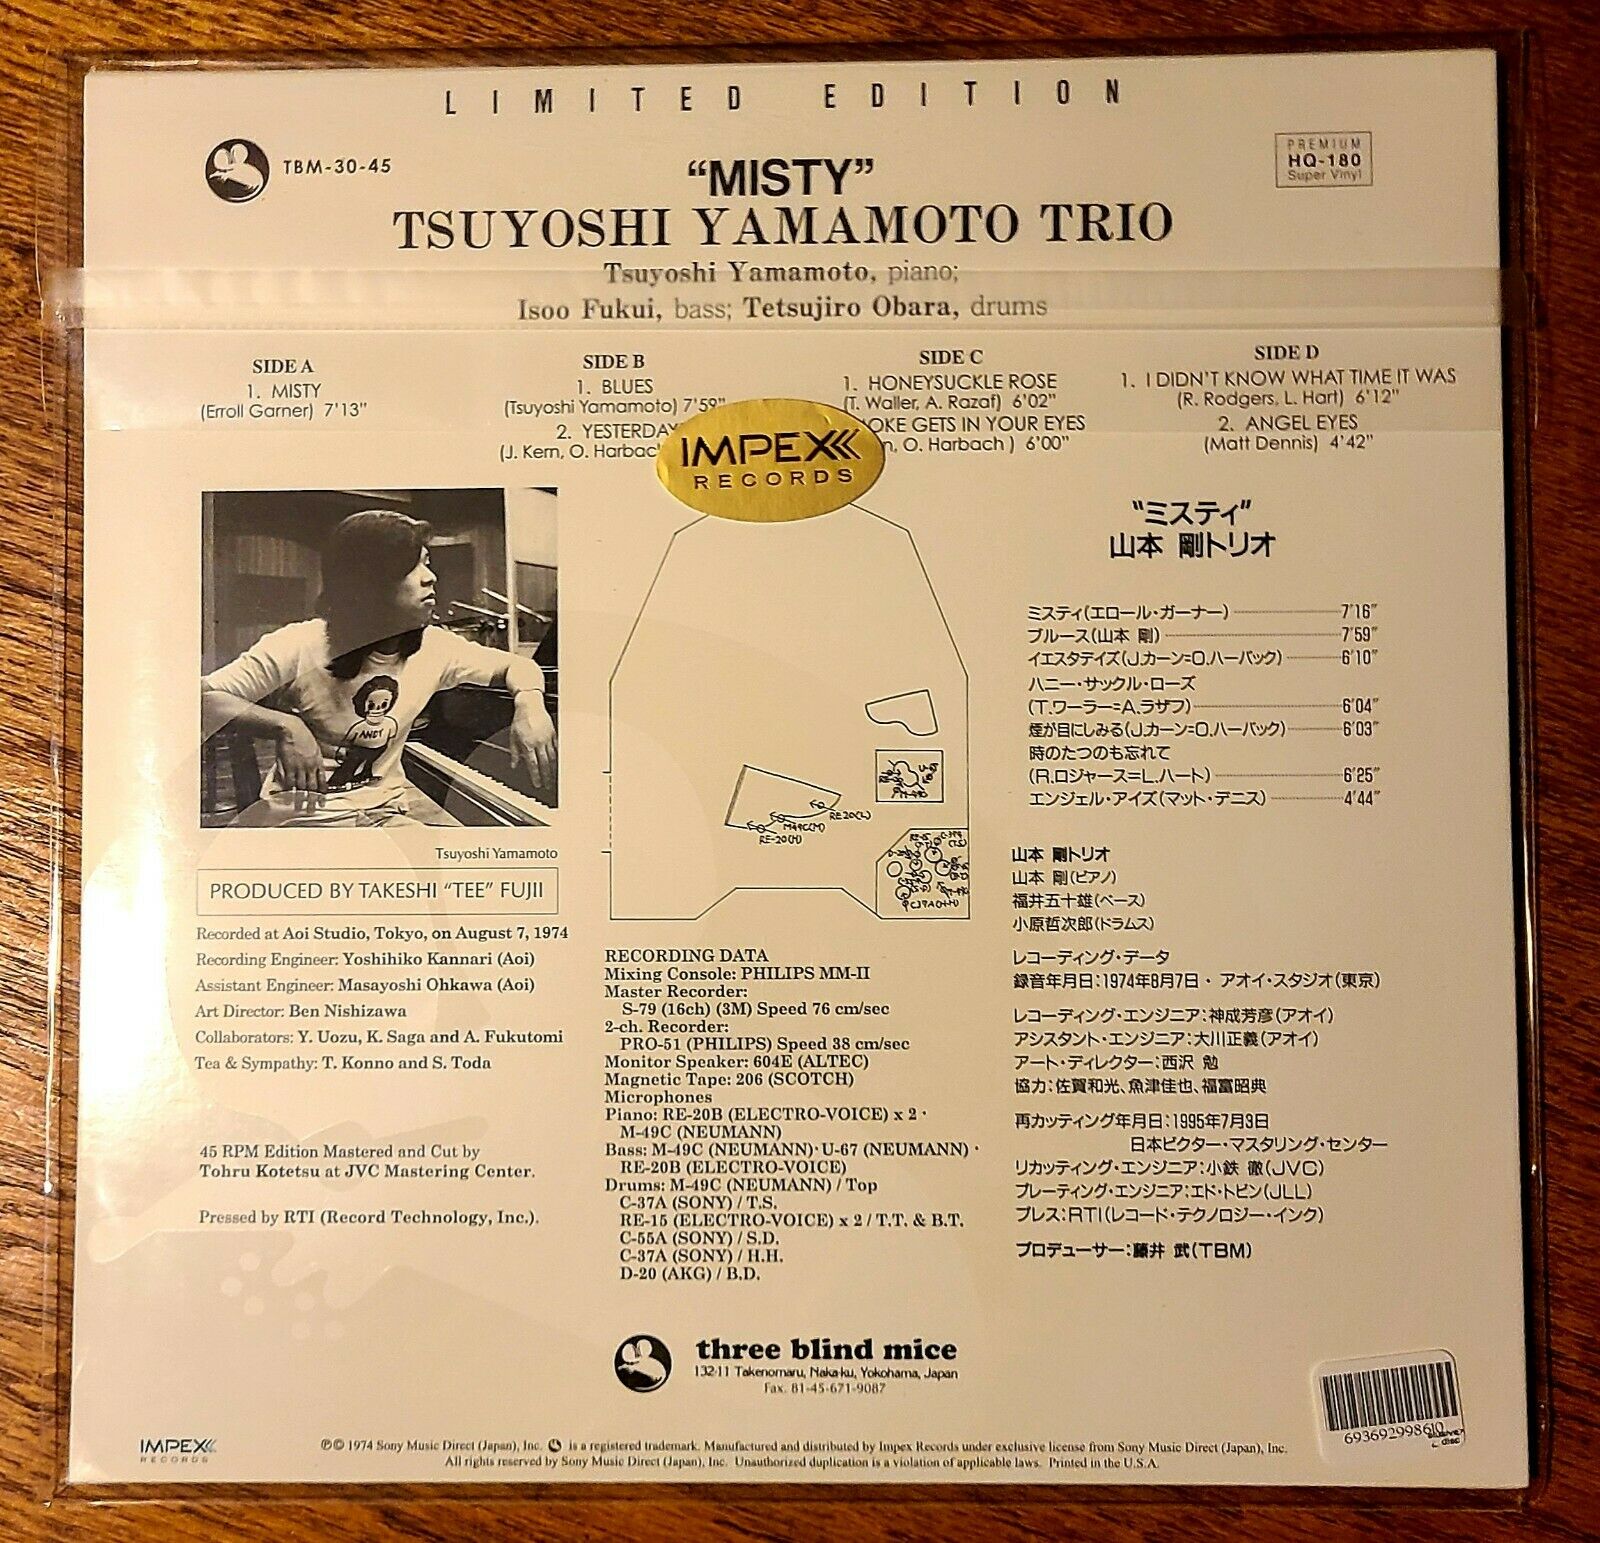 LIMITED EDITION
TBM-30-45
PREMIUM
HQ-180
Super Vinyl
“MISTY”
TSUYOSHI YAMAMOTO TRIO
Tsuyoshi Yamamoto, piano;
Isoo Fukui, bass; Tetsujiro Obara, drums
SIDE A
1. MISTY
(Erroll Garner) 7'13"
SIDE B
1. BLUES
(Tsuyoshi Yamamoto) 7'59"
2.
(J. Kern, O.
SIDE C
1. HONEYSUCKLE ROSE
(T. Waller, A. Razaf) 6'02"
GETS IN YOUR EYES
O. Harbach ) 6'00"
SIDE D
1. I DIDN'T KNOW WHAT TIME IT WAS
(R. Rodgers, L. Hart) 6'12"
2. ANGEL EYES
(Matt Dennis) 4'42"
IMPEX
RECORDS
ANDY
Tsuyoshi Yamamoto
PRODUCED BY TAKESHI “TEE” FUJII
Recorded at Aoi Studio, Tokyo, on August 7, 1974
Recording Engineer: Yoshihiko Kannari (Aoi)
Assistant Engineer: Masayoshi Ohkawa (Aoi)
Art Director: Ben Nishizawa
Collaborators: Y. Uozu, K. Saga and A. Fukutomi
Tea & Sympathy: T. Konno and S. Toda
45 RPM Edition Mastered and Cut by
Tohru Kotetsu at JVC Mastering Center.
Pressed by RTI (Record Technology, Inc.).
RE20(L)
M49C(M)
RE-20(H)
RECORDING DATA
Mixing Console: PHILIPS MM-II
Master Recorder:
S-79 (16ch) (3M) Speed 76 cm/sec
2-ch. Recorder:
PRO-51 (PHILIPS) Speed 38 cm/sec
Monitor Speaker: 604E (ALTEC)
Magnetic Tape: 206 (SCOTCH)
Microphones
Piano: RE-20B (ELECTRO-VOICE) x 2 ·
M-49C (NEUMANN)
Bass: M-49C (NEUMANN)· U-67 (NEUMANN) ·
RE-20B (ELECTRO-VOICE)
Drums: M-49C (NEUMANN) / Top
C-37A (SONY) / T.S.
RE-15 (ELECTRO-VOICE) x 2 / T.T. & B.T.
C-55A (SONY) / S.D.
C-37A (SONY) / H.H.
D-20 (AKG) / B.D.
“ミスティ”
山本 剛トリオ
ミスティ(エロール・ガーナー) 7'16"
ブルース(山本 剛) 7'59"
イエスタデイズ(J.カーン=O.ハーバック) 6'10"
ハニー・サックル・ローズ
(T.ワーラー=A.ラザフ) 6'04"
煙が目にしみる(J.カーン=O.ハーバック) 6'03"
時のたつのも忘れて
(R.ロジャース=L.ハート) 6'25"
エンジェル・アイズ(マット・デニス) 4'44"
山本 剛トリオ
山本 剛(ピアノ)
福井五十雄(ベース)
小原哲次郎(ドラムス)
レコーディング・データ
録音年月日:1974年8月7日・ アオイ・スタジオ(東京)
レコーディング・エンジニア:神成芳彦(アオイ)
アシスタント・エンジニア:大川正義(アオイ)
アート・ディレクター:西沢 勉
協力:佐賀和光、魚津佳也、福富昭典
再カッティング年月日:1995年7月3日
日本ビクター・マスタリング・センター
リカッティング・エンジニア:小鉄 徹(JVC)
プレーティング・エンジニア:エド・トビン(JLL)
プレス:RTI(レコード・テクノロジー・インク)
プロデューサー:藤井 武(TBM)
three blind mice
132-11 Takenomaru, Naka-ku, Yokohama, Japan
Fax. 81-45-671-9087
IMPEX
RECORDS
℗© 1974 Sony Music Direct (Japan), Inc. is a registered trademark. Manufactured and distributed by Impex Records under exclusive license from Sony Music Direct (Japan), Inc.
All rights reserved by Sony Music Direct (Japan), Inc. Unauthorized duplication is a violation of applicable laws. Printed in the U.S.A.
693692998610